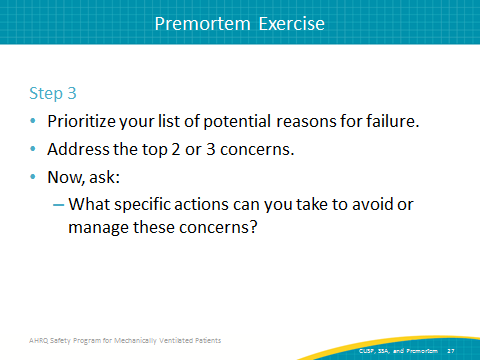 Premortem Exercise
Step 3
• Prioritize your list of potential reasons for failure.
• Address the top 2 or 3 concerns.
• Now, ask:
– What specific actions can you take to avoid or
manage these concerns?
AHRQ Safety Program for Mechanically Ventilated Patients
CUSP, SSA, and Premortem 27